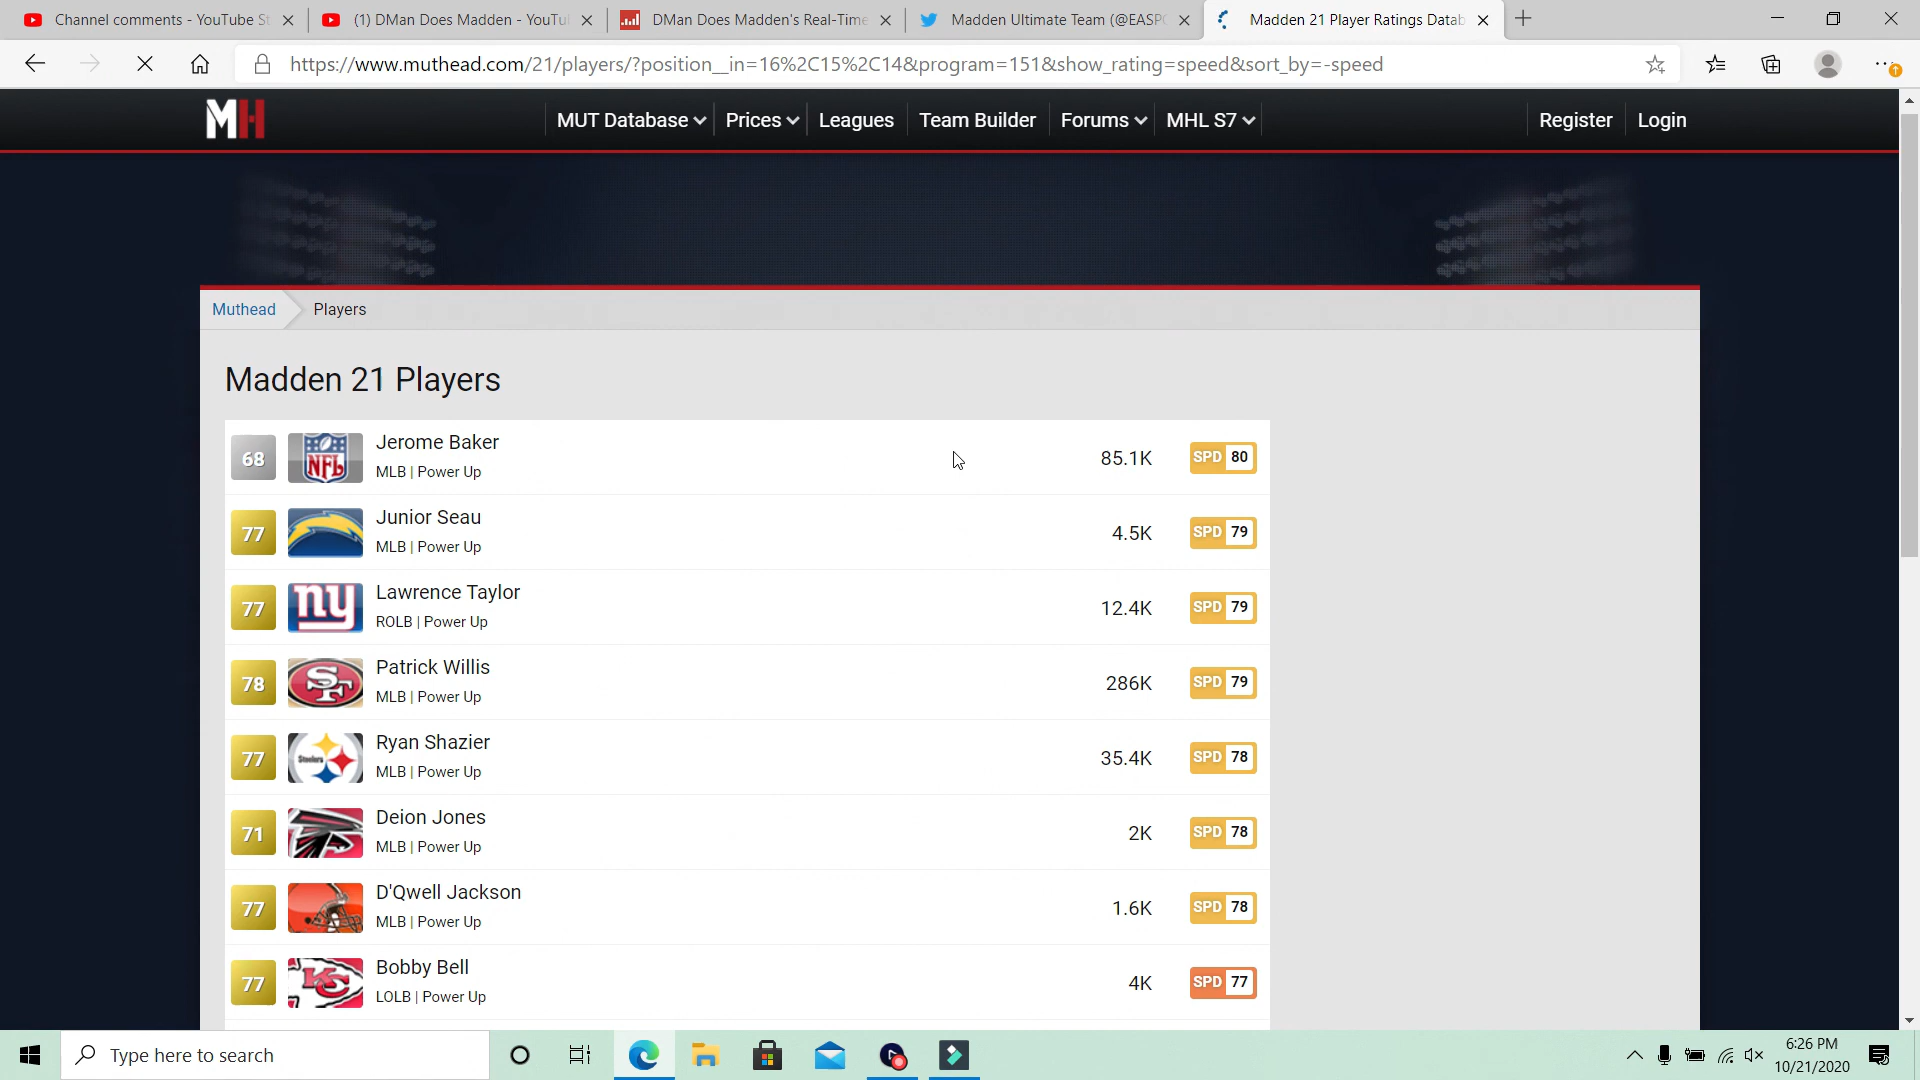 Channel comments - YouTube St
(1) DMan Does Madden - YouTu
DMan Does Madden's Real-Time
Madden Ultimate Team (@EASPO
Madden 21 Player Ratings Datab
https://www.muthead.com/21/players/?position__in=16%2C15%2C14&program=151&show_rating=speed&sort_by=-speed
MH
MUT Database
Prices
Leagues
Team Builder
Forums
MHL S7
Register
Login
Muthead
Players
Madden 21 Players
68
NFL
Jerome Baker
MLB | Power Up
85.1K
SPD 80
77
Junior Seau
MLB | Power Up
4.5K
SPD 79
77
ny
Lawrence Taylor
ROLB | Power Up
12.4K
SPD 79
78
SF
Patrick Willis
MLB | Power Up
286K
SPD 79
77
Steelers
Ryan Shazier
MLB | Power Up
35.4K
SPD 78
71
Deion Jones
MLB | Power Up
2K
SPD 78
77
D'Qwell Jackson
MLB | Power Up
1.6K
SPD 78
77
KC
Bobby Bell
LOLB | Power Up
4K
SPD 77
Type here to search
6:26 PM
10/21/2020